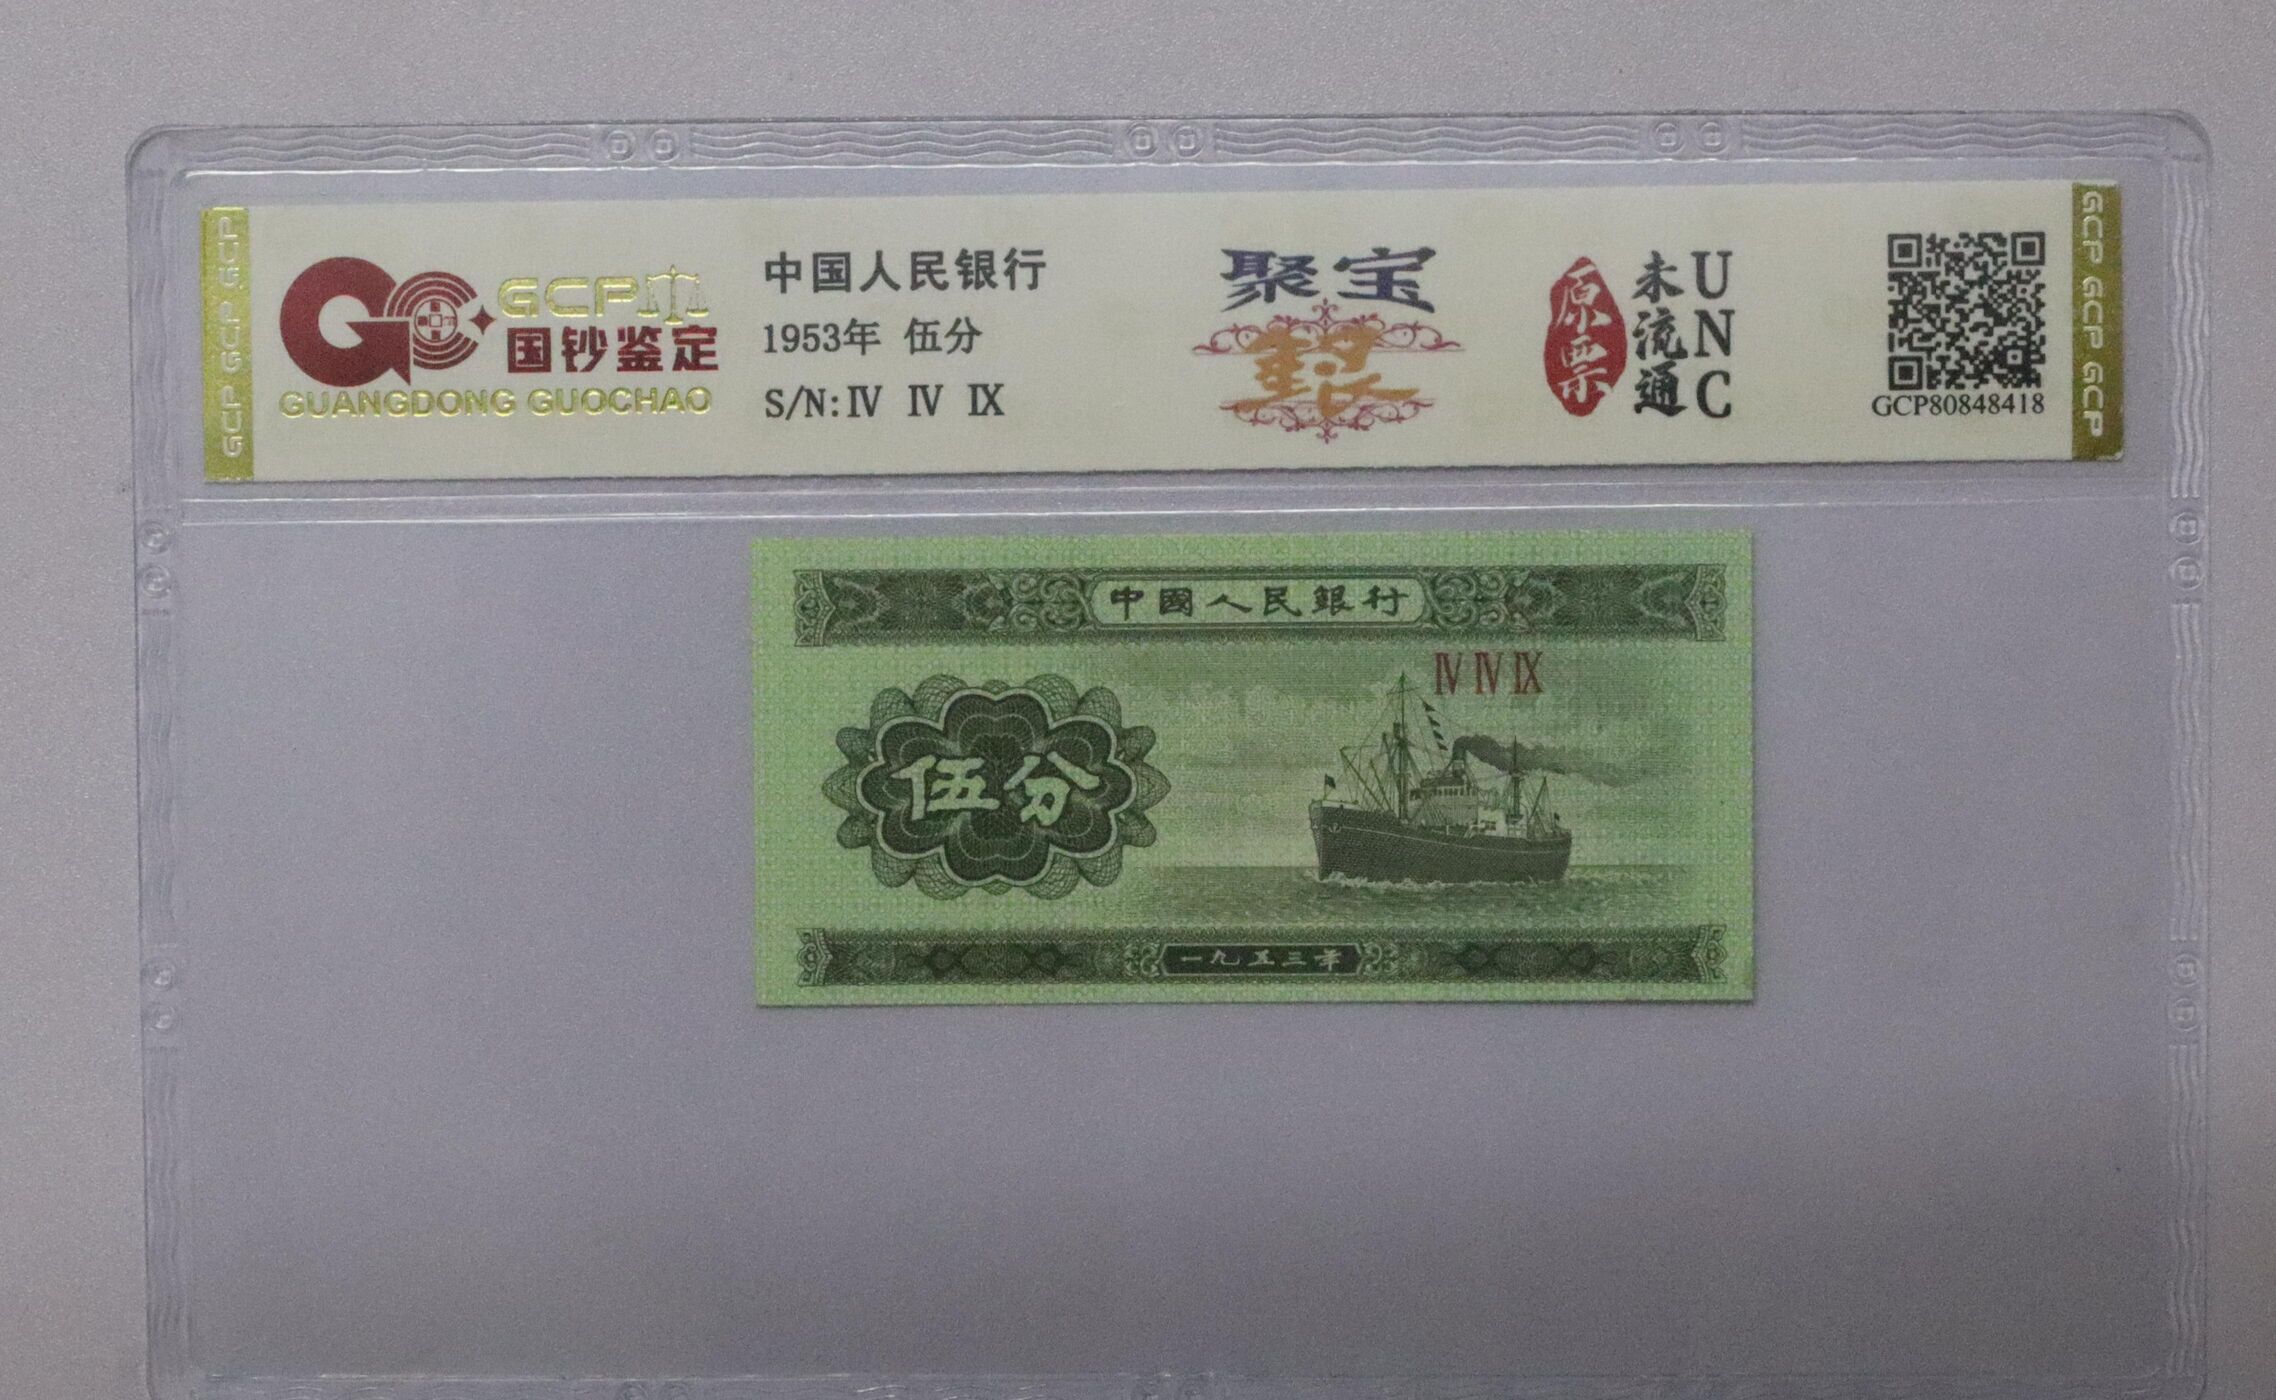 GCP GCP GCP
GCP
国钞鉴定
GUANGDONG GUOCHAO
中国人民银行
1953年 伍分
S/N: Ⅳ Ⅳ Ⅸ
聚宝
原票
未流通
UNC
GCP80848418
GCP GCP GCP
中國人民銀行
Ⅳ Ⅳ Ⅸ
伍分
一九五三年